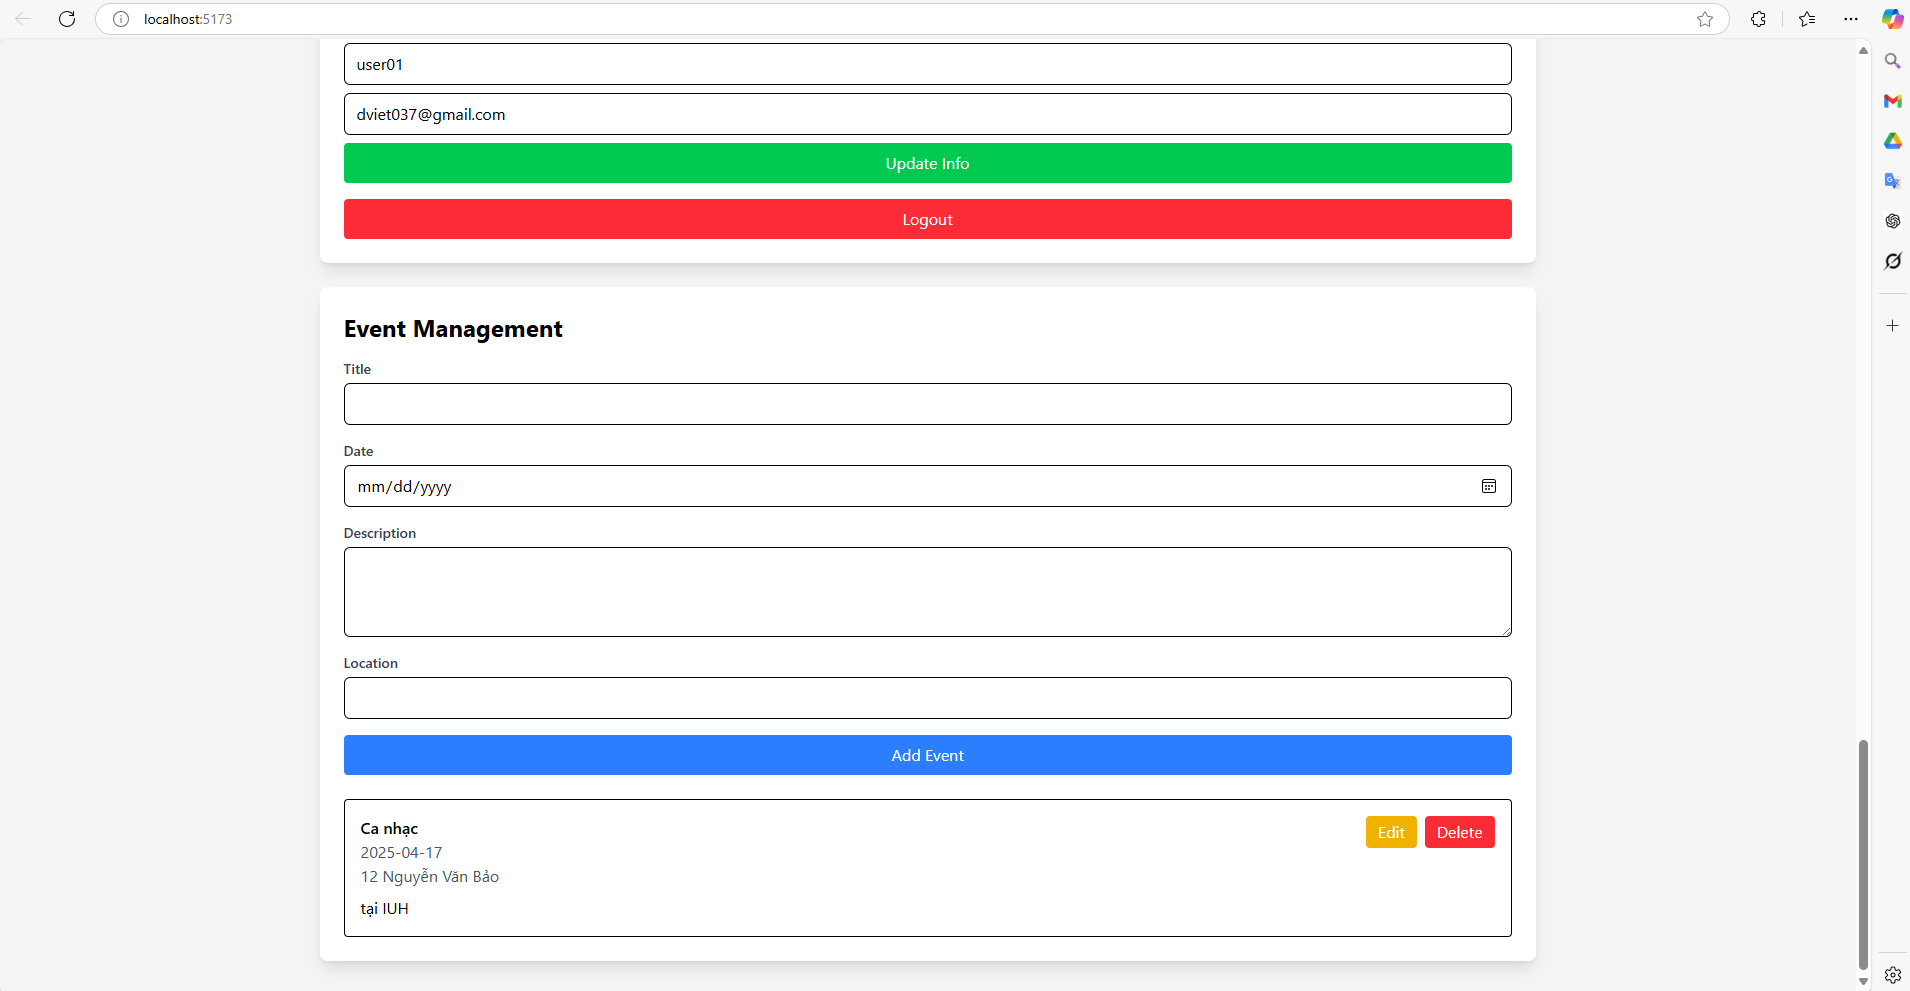 localhost:5173
user01
dviet037@gmail.com
Update Info
Logout
Event Management
Title
Date
mm/dd/yyyy
Description
Location
Add Event
Ca nhạc
Edit
Delete
2025-04-17
12 Nguyễn Văn Bảo
tại IUH